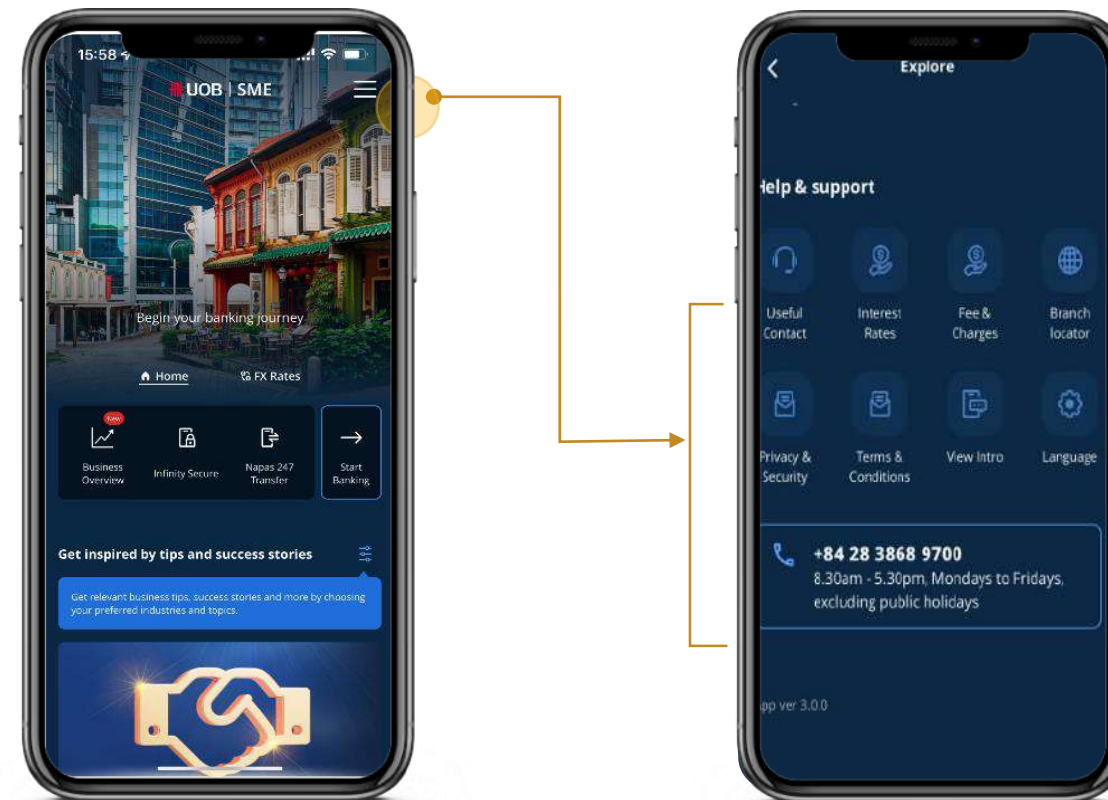 15:58
UOB | SME
Begin your banking journey
Home
FX Rates
New
Business
Overview
Infinity Secure
Napas 247
Transfer
Start
Banking
Get inspired by tips and success stories
Get relevant business tips, success stories and more by choosing
your preferred industries and topics.
Explore
Help & support
Useful
Contact
Interest
Rates
Fee &
Charges
Branch
locator
Privacy &
Security
Terms &
Conditions
View Intro
Language
+84 28 3868 9700
8.30am - 5.30pm, Mondays to Fridays,
excluding public holidays
App ver 3.0.0